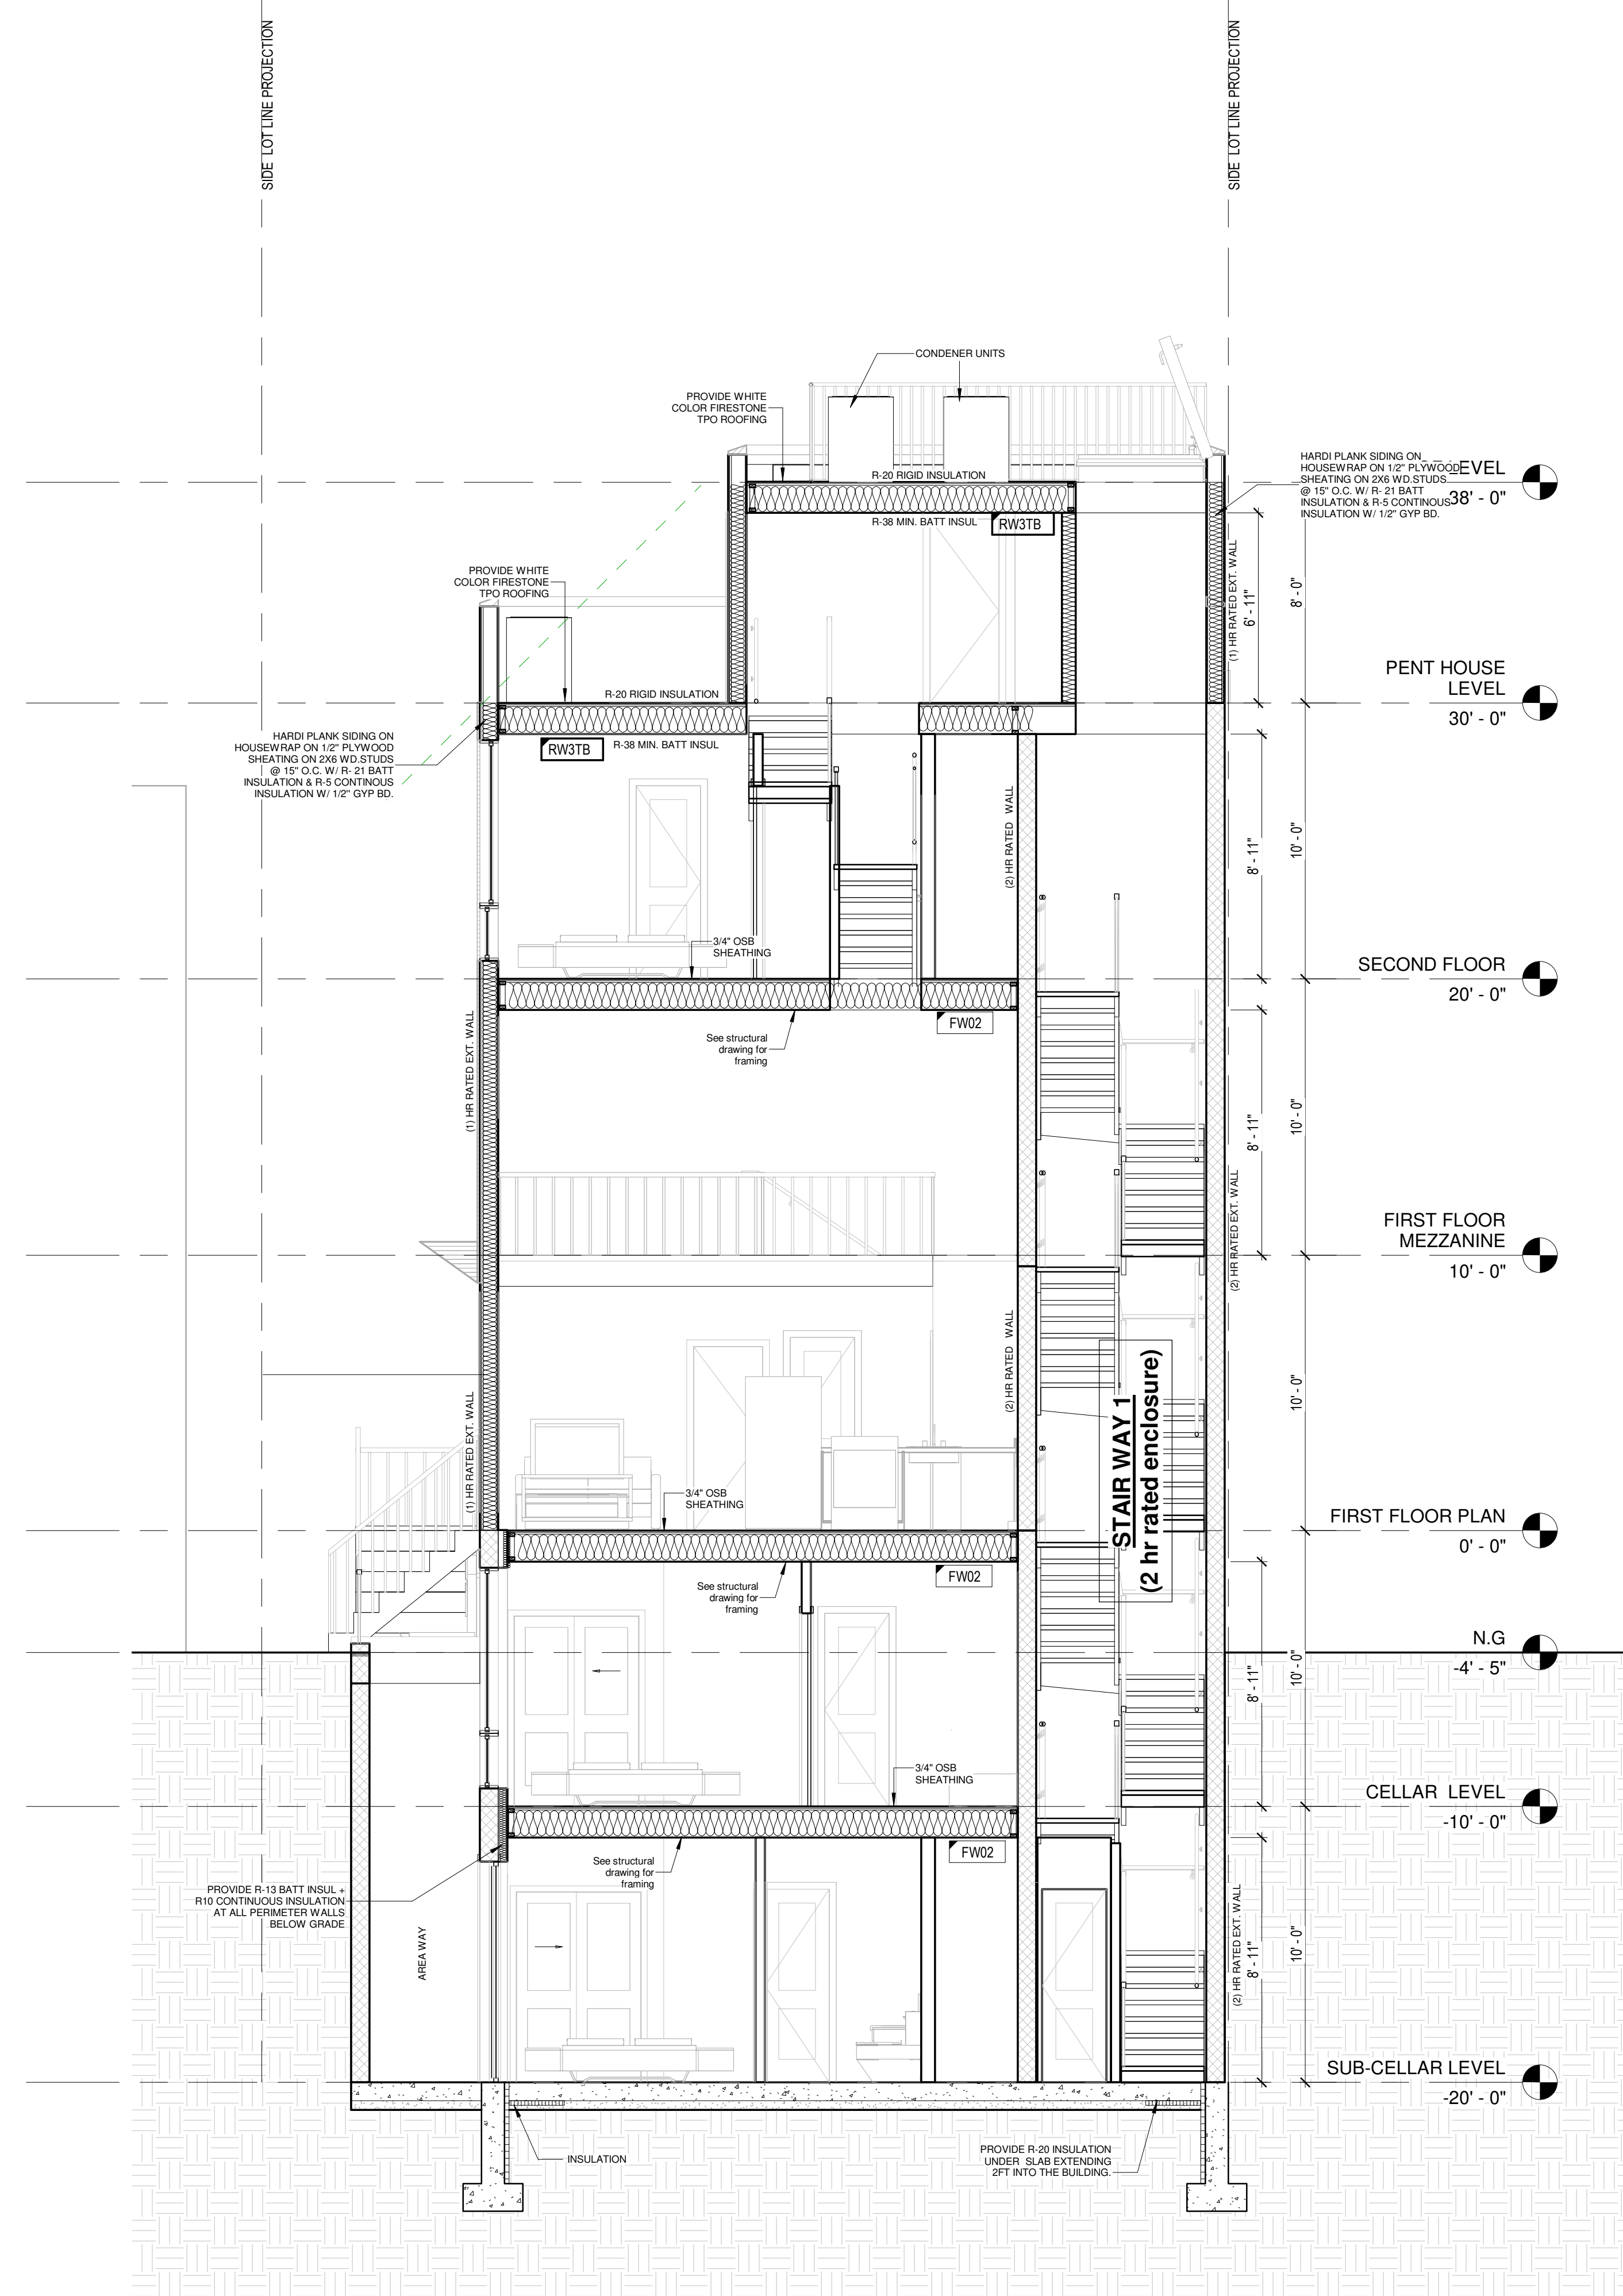 SIDE LOT LINE PROJECTION
SIDE LOT LINE PROJECTION
CONDENER UNITS
PROVIDE WHITE
COLOR FIRESTONE
TPO ROOFING
R-20 RIGID INSULATION
R-38 MIN. BATT INSUL
RW3TB
HARDI PLANK SIDING ON
HOUSEWRAP ON 1/2" PLYWOOD
SHEATING ON 2X6 WD.STUDS
@ 15" O.C. W/ R- 21 BATT
INSULATION & R-5 CONTINOUS
INSULATION W/ 1/2" GYP BD.
EVEL
38' - 0"
(1) HR RATED EXT. WALL
6' - 11"
8' - 0"
PROVIDE WHITE
COLOR FIRESTONE
TPO ROOFING
R-20 RIGID INSULATION
PENT HOUSE
LEVEL
30' - 0"
HARDI PLANK SIDING ON
HOUSEWRAP ON 1/2" PLYWOOD
SHEATING ON 2X6 WD.STUDS
@ 15" O.C. W/ R- 21 BATT
INSULATION & R-5 CONTINOUS
INSULATION W/ 1/2" GYP BD.
RW3TB
R-38 MIN. BATT INSUL
(2) HR RATED WALL
8' - 11"
10' - 0"
3/4" OSB
SHEATHING
SECOND FLOOR
20' - 0"
FW02
See structural
drawing for
framing
(1) HR RATED EXT. WALL
8' - 11"
10' - 0"
(2) HR RATED EXT. WALL
FIRST FLOOR
MEZZANINE
10' - 0"
(2) HR RATED WALL
STAIR WAY 1
(2 hr rated enclosure)
10' - 0"
(1) HR RATED EXT. WALL
3/4" OSB
SHEATHING
FIRST FLOOR PLAN
0' - 0"
FW02
See structural
drawing for
framing
N.G
-4' - 5"
8' - 11"
10' - 0"
3/4" OSB
SHEATHING
CELLAR LEVEL
-10' - 0"
FW02
See structural
drawing for
framing
PROVIDE R-13 BATT INSUL +
R10 CONTINUOUS INSULATION
AT ALL PERIMETER WALLS
BELOW GRADE
AREA WAY
(2) HR RATED EXT. WALL
8' - 11"
10' - 0"
SUB-CELLAR LEVEL
-20' - 0"
INSULATION
PROVIDE R-20 INSULATION
UNDER SLAB EXTENDING
2FT INTO THE BUILDING.